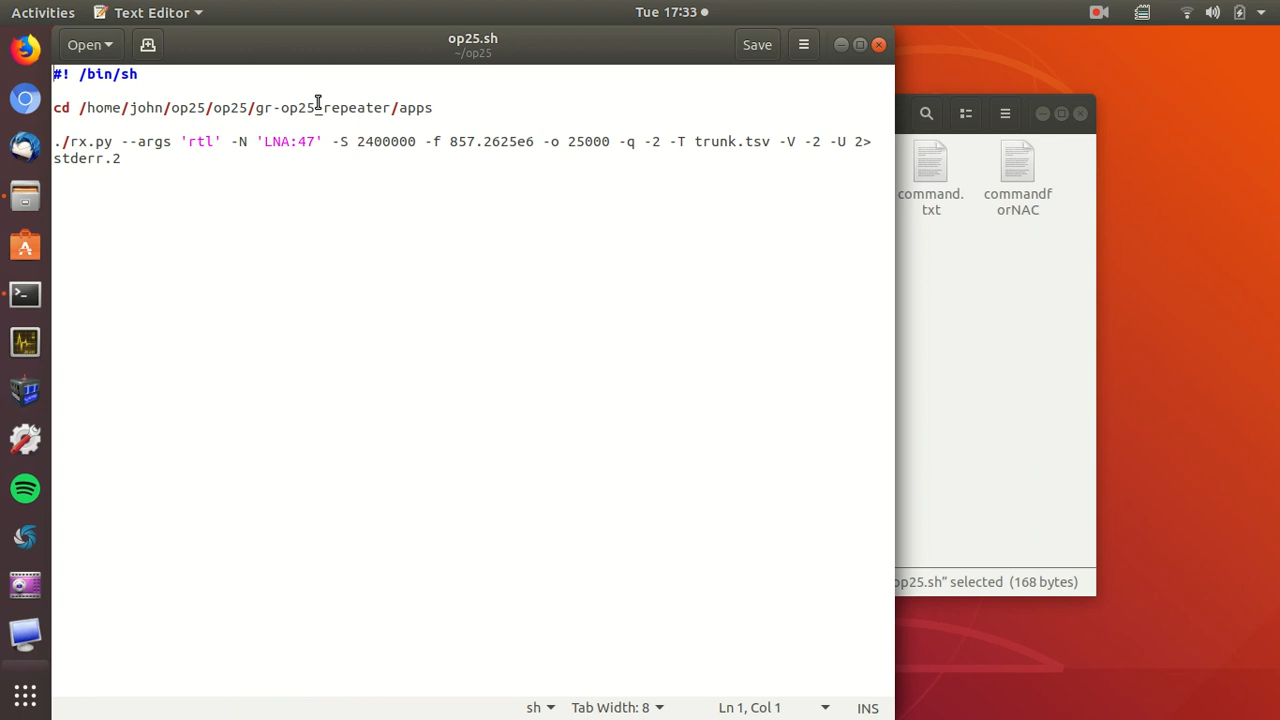 Activities Text Editor Tue 17:33
Open op25.sh ~/op25 Save
#! /bin/sh
cd /home/john/op25/op25/gr-op25_repeater/apps
./rx.py --args 'rtl' -N 'LNA:47' -S 2400000 -f 857.2625e6 -o 25000 -q -2 -T trunk.tsv -V -2 -U 2>
stderr.2
command.
txt
commandf
orNAC
op25.sh" selected (168 bytes)
sh Tab Width: 8 Ln 1, Col 1 INS